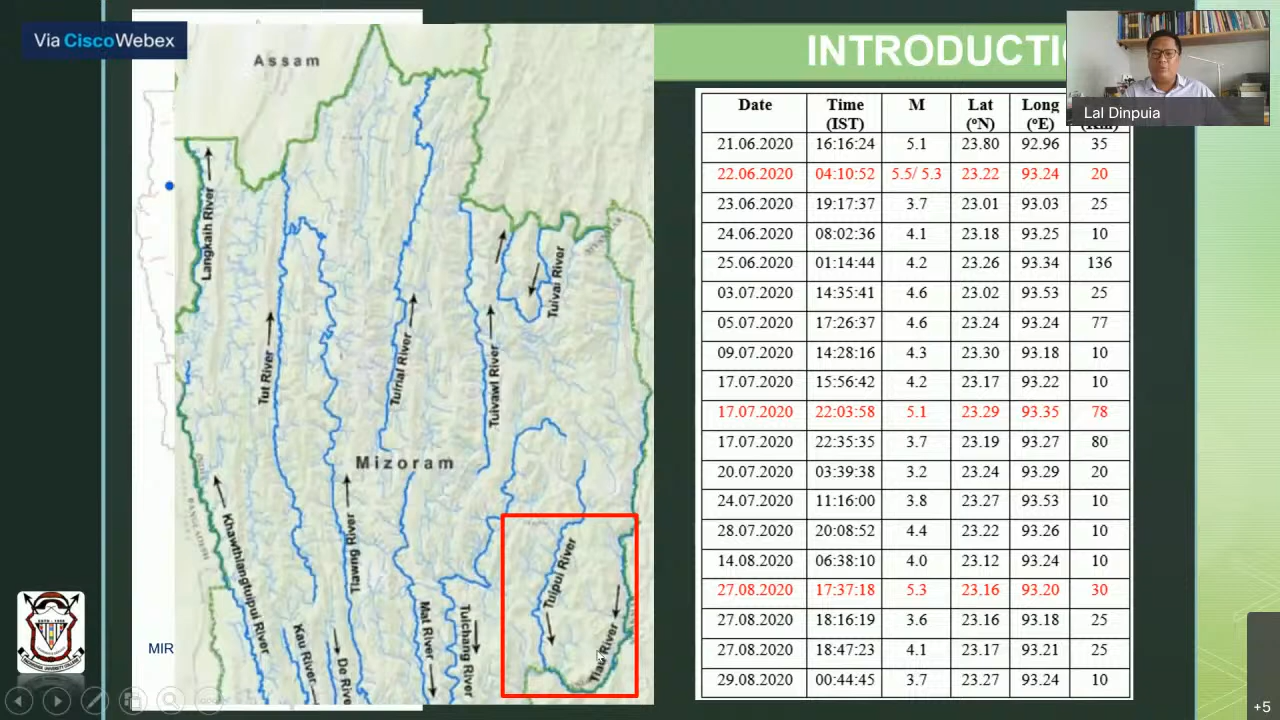 Via CiscoWebex
Assam
INTRODUCTI
Lal Dinpuia
Langkaih River
Tut River
Tuirial River
Tuivawl River
Tuivai River
Mizoram
Khawthlangtuipui River
Tlawng River
Kau River
De Rive
Mat River
Tuichang River
Tuipui River
Tiau River
MIR
Date Time (IST) M Lat (ºN) Long (ºE)
21.06.2020 16:16:24 5.1 23.80 92.96 35
22.06.2020 04:10:52 5.5/ 5.3 23.22 93.24 20
23.06.2020 19:17:37 3.7 23.01 93.03 25
24.06.2020 08:02:36 4.1 23.18 93.25 10
25.06.2020 01:14:44 4.2 23.26 93.34 136
03.07.2020 14:35:41 4.6 23.02 93.53 25
05.07.2020 17:26:37 4.6 23.24 93.24 77
09.07.2020 14:28:16 4.3 23.30 93.18 10
17.07.2020 15:56:42 4.2 23.17 93.22 10
17.07.2020 22:03:58 5.1 23.29 93.35 78
17.07.2020 22:35:35 3.7 23.19 93.27 80
20.07.2020 03:39:38 3.2 23.24 93.29 20
24.07.2020 11:16:00 3.8 23.27 93.53 10
28.07.2020 20:08:52 4.4 23.22 93.26 10
14.08.2020 06:38:10 4.0 23.12 93.24 10
27.08.2020 17:37:18 5.3 23.16 93.20 30
27.08.2020 18:16:19 3.6 23.16 93.18 25
27.08.2020 18:47:23 4.1 23.17 93.21 25
29.08.2020 00:44:45 3.7 23.27 93.24 10
+5